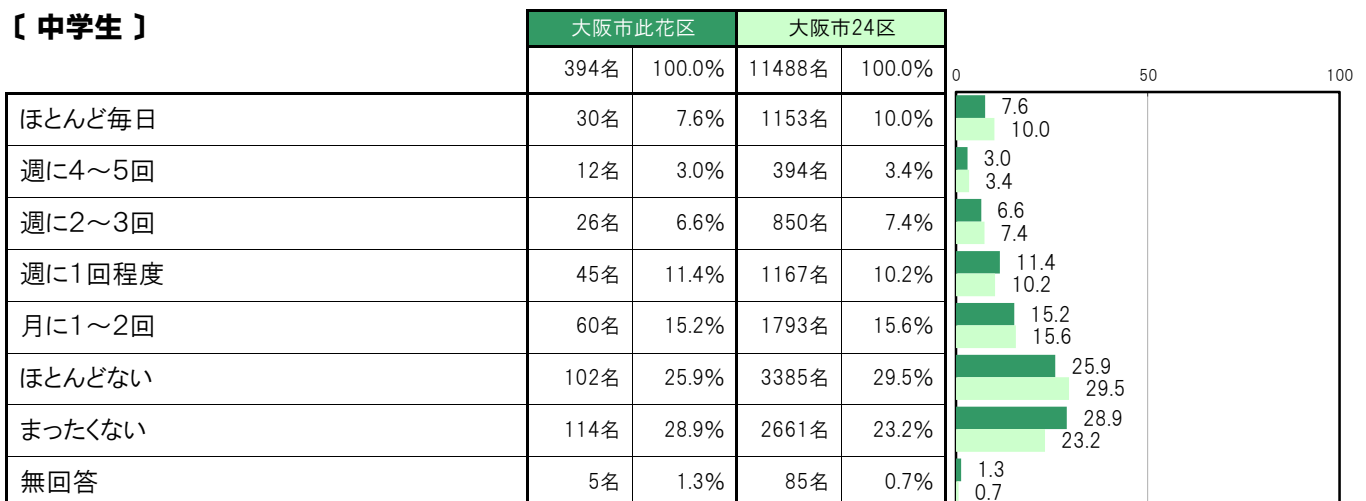 〔 中学生 〕
大阪市此花区 大阪市24区
394名 100.0% 11488名 100.0%
0 50 100
ほとんど毎日 30名 7.6% 1153名 10.0%
7.6
10.0
週に4～5回 12名 3.0% 394名 3.4%
3.0
3.4
週に2～3回 26名 6.6% 850名 7.4%
6.6
7.4
週に1回程度 45名 11.4% 1167名 10.2%
11.4
10.2
月に1～2回 60名 15.2% 1793名 15.6%
15.2
15.6
ほとんどない 102名 25.9% 3385名 29.5%
25.9
29.5
まったくない 114名 28.9% 2661名 23.2%
28.9
23.2
無回答 5名 1.3% 85名 0.7%
1.3
0.7